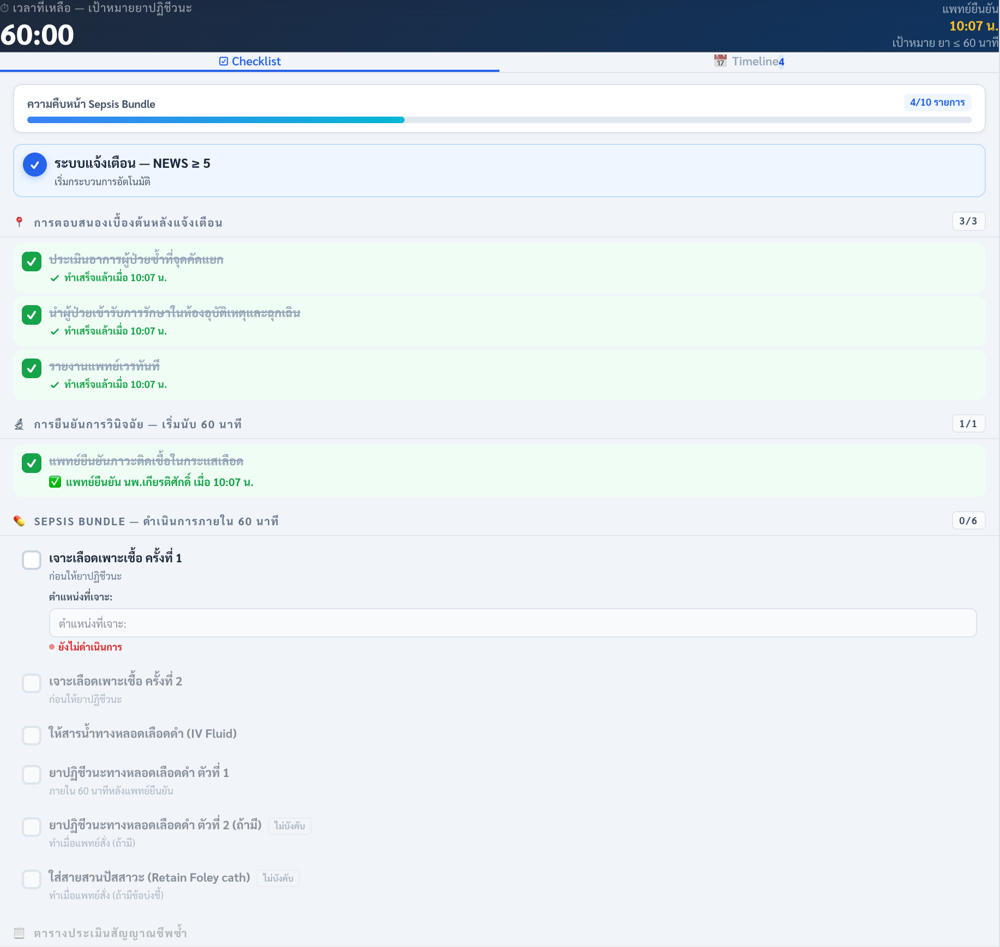 ⏱ เวลาที่เหลือ — เป้าหมายยาปฏิชีวนะ
60:00
แพทย์ยืนยัน
10:07 น.
เป้าหมาย ยา ≤ 60 นาที
Checklist
Timeline4
ความคืบหน้า Sepsis Bundle
4/10 รายการ
ระบบแจ้งเตือน — NEWS ≥ 5
เริ่มกระบวนการอัตโนมัติ
การตอบสนองเบื้องต้นหลังแจ้งเตือน
3/3
ประเมินอาการผู้ป่วยซ้ำที่จุดคัดแยก
ทำเสร็จแล้วเมื่อ 10:07 น.
นำผู้ป่วยเข้ารับการรักษาในห้องอุบัติเหตุและฉุกเฉิน
ทำเสร็จแล้วเมื่อ 10:07 น.
รายงานแพทย์เวรทันที
ทำเสร็จแล้วเมื่อ 10:07 น.
การยืนยันการวินิจฉัย — เริ่มนับ 60 นาที
1/1
แพทย์ยืนยันภาวะติดเชื้อในกระแสเลือด
✅ แพทย์ยืนยัน นพ.เกียรติศักดิ์ เมื่อ 10:07 น.
SEPSIS BUNDLE — ดำเนินการภายใน 60 นาที
0/6
เจาะเลือดเพาะเชื้อ ครั้งที่ 1
ก่อนให้ยาปฏิชีวนะ
ตำแหน่งที่เจาะ:
ตำแหน่งที่เจาะ:
ยังไม่ดำเนินการ
เจาะเลือดเพาะเชื้อ ครั้งที่ 2
ก่อนให้ยาปฏิชีวนะ
ให้สารน้ำทางหลอดเลือดดำ (IV Fluid)
ยาปฏิชีวนะทางหลอดเลือดดำ ตัวที่ 1
ภายใน 60 นาทีหลังแพทย์ยืนยัน
ยาปฏิชีวนะทางหลอดเลือดดำ ตัวที่ 2 (ถ้ามี) ไม่บังคับ
ทำเมื่อแพทย์สั่ง (ถ้ามี)
ใส่สายสวนปัสสาวะ (Retain Foley cath) ไม่บังคับ
ทำเมื่อแพทย์สั่ง (ถ้ามีข้อบ่งชี้)
ตารางประเมินสัญญาณชีพซ้ำ